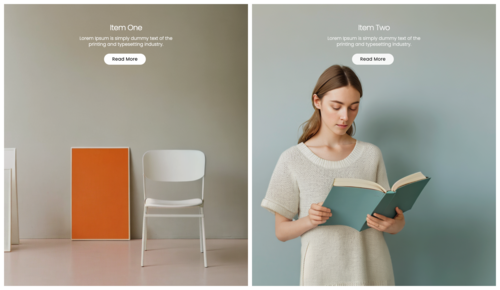 Item One
Lorem Ipsum is simply dummy text of the
printing and typesetting industry.
Read More
Item Two
Lorem Ipsum is simply dummy text of the
printing and typesetting industry.
Read More